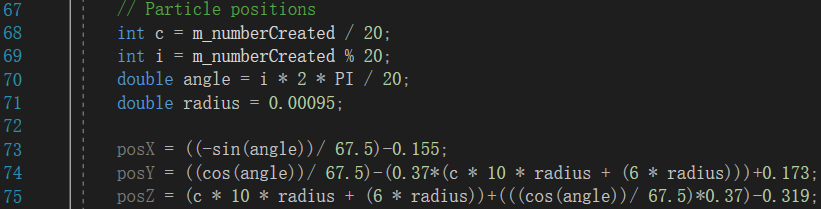 67 // Particle positions
68 int c = m_numberCreated / 20;
69 int i = m_numberCreated % 20;
70 double angle = i * 2 * PI / 20;
71 double radius = 0.00095;
72
73 posX = ((-sin(angle))/ 67.5)-0.155;
74 posY = ((cos(angle))/ 67.5)-(0.37*(c * 10 * radius + (6 * radius)))+0.173;
75 posZ = (c * 10 * radius + (6 * radius))+(((cos(angle))/ 67.5)*0.37)-0.319;